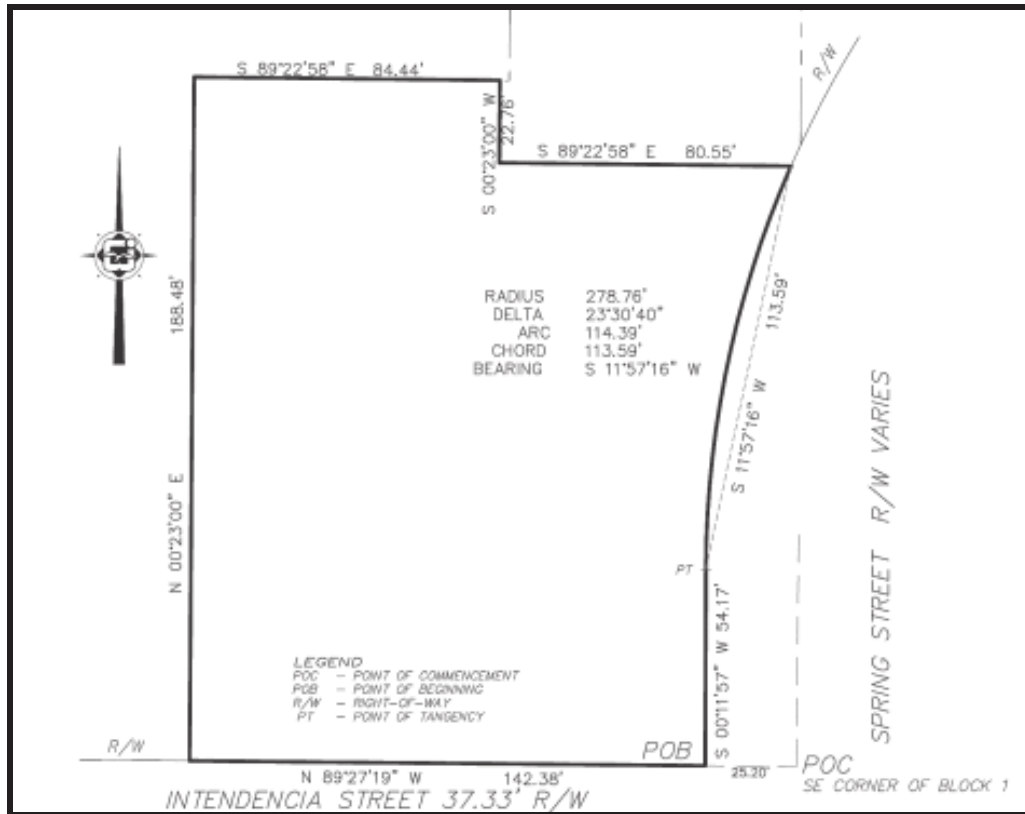 S 89°22'58" E 84.44'
R/W
S 00°23'00" W
22.76'
S 89°22'58" E 80.55'
188.48'
N 00°23'00" E
RADIUS 278.76'
DELTA 23°30'40"
ARC 114.39'
CHORD 113.59'
BEARING S 11°57'16" W
113.59'
S 11°57'16" W
SPRING STREET R/W VARIES
PT
S 00°11'57" W 54.17'
LEGEND
POC - POINT OF COMMENCEMENT
POB - POINT OF BEGINNING
R/W - RIGHT-OF-WAY
PT - POINT OF TANGENCY
R/W
POB
25.20'
POC
SE CORNER OF BLOCK 1
N 89°27'19" W 142.38'
INTENDENCIA STREET 37.33' R/W